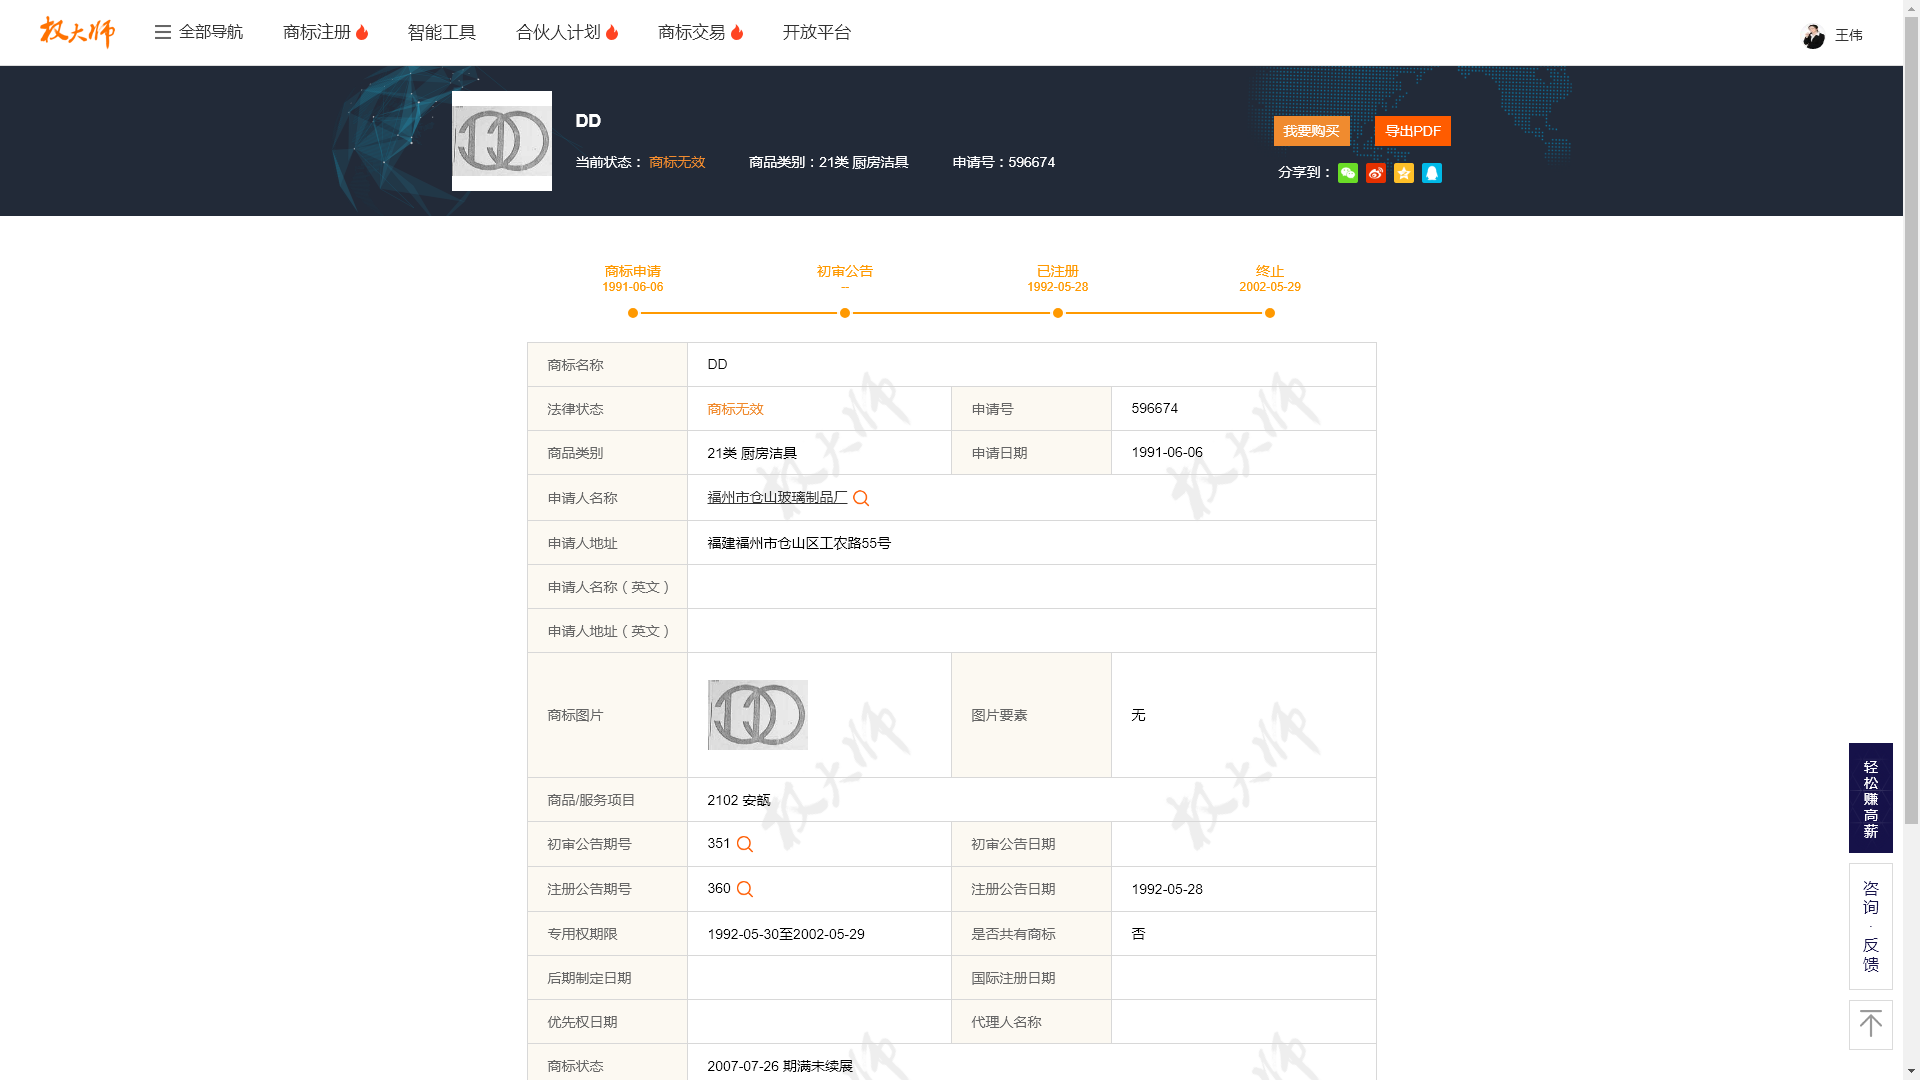 权大师
全部导航
商标注册
智能工具
合伙人计划
商标交易
开放平台
王伟
DD
当前状态： 商标无效
商品类别：21类 厨房洁具
申请号：596674
我要购买
导出PDF
分享到：
商标申请
1991-06-06
初审公告
--
已注册
1992-05-28
终止
2002-05-29
商标名称 DD
法律状态 商标无效 申请号 596674
商品类别 21类 厨房洁具 申请日期 1991-06-06
申请人名称 福州市仓山玻璃制品厂
申请人地址 福建福州市仓山区工农路55号
申请人名称（英文）
申请人地址（英文）
商标图片 图片要素 无
商品/服务项目 2102 安瓿
初审公告期号 351 初审公告日期
注册公告期号 360 注册公告日期 1992-05-28
专用权期限 1992-05-30至2002-05-29 是否共有商标 否
后期制定日期 国际注册日期
优先权日期 代理人名称
商标状态 2007-07-26 期满未续展
权大师
权大师
权大师
权大师
轻松赚高薪
咨询·反馈